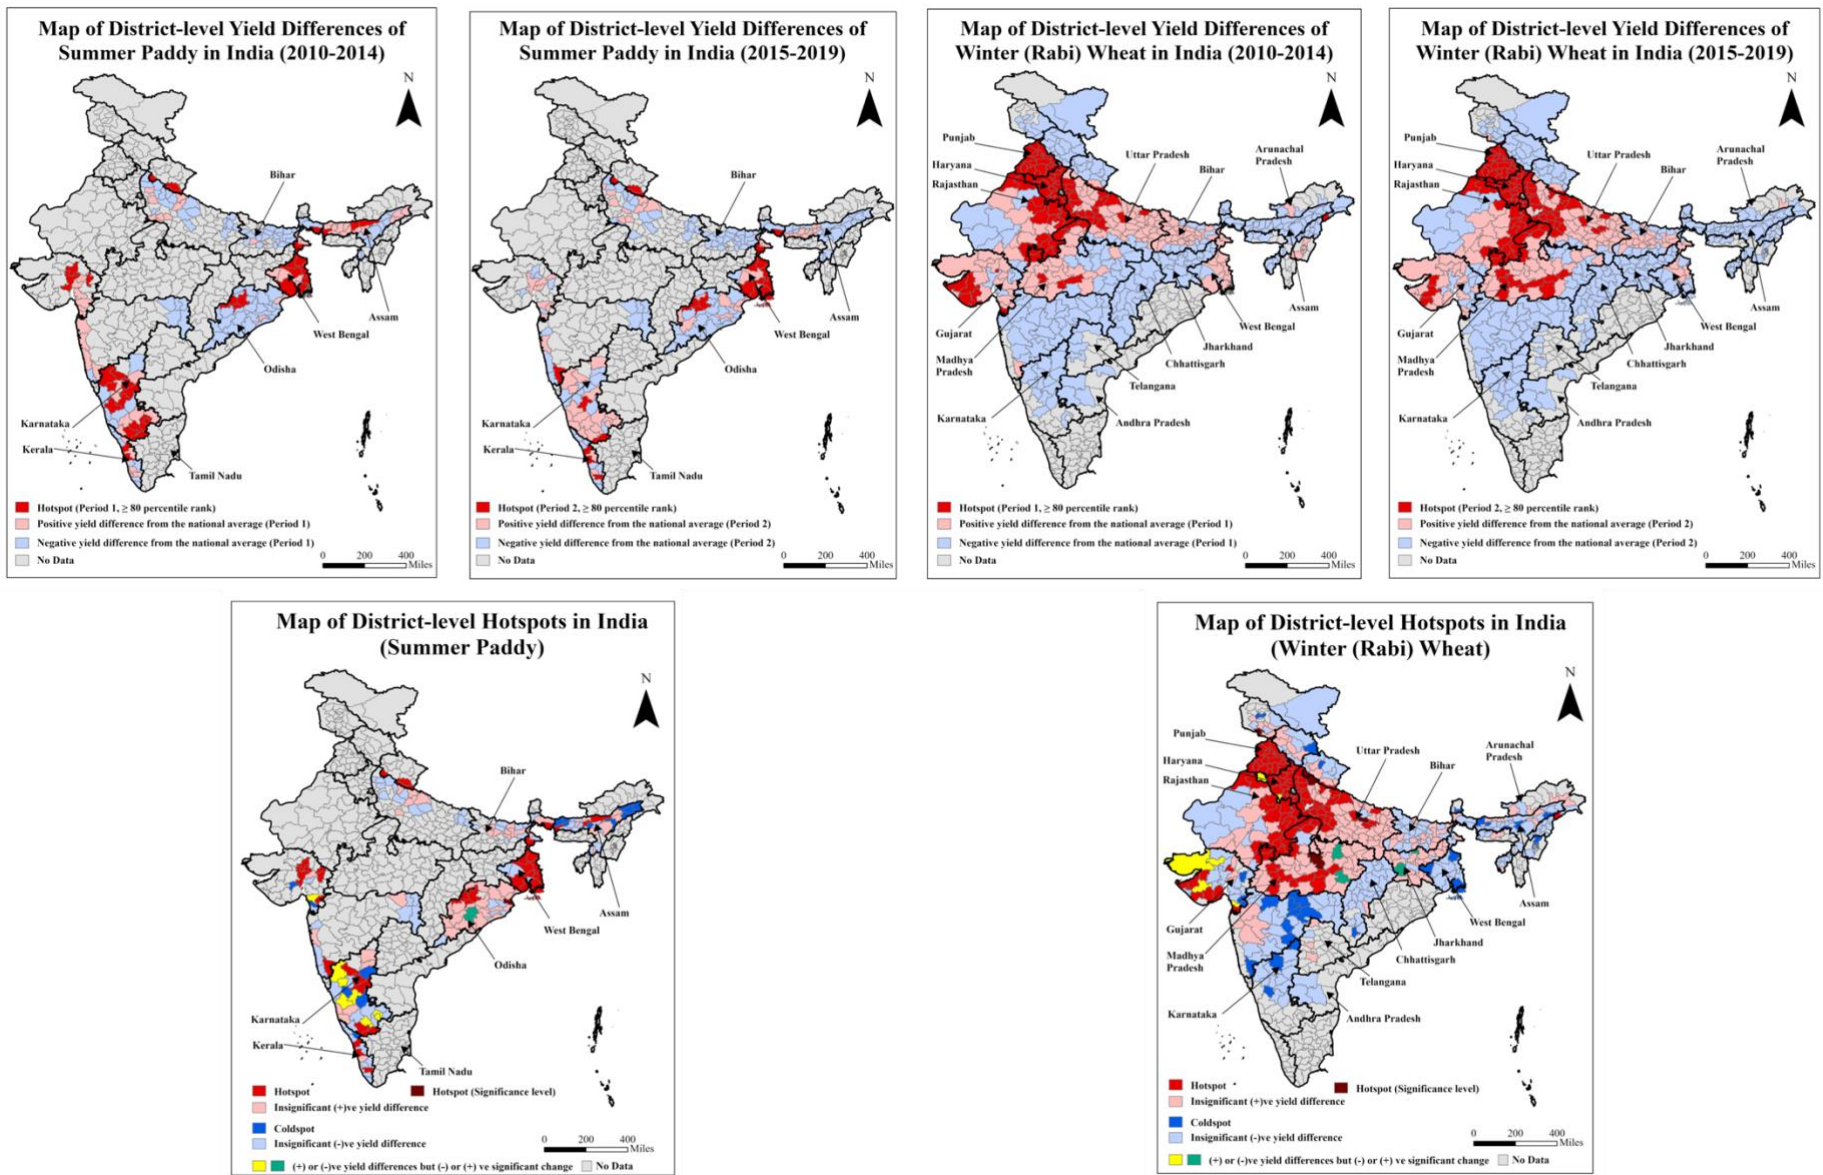 Map of District-level Yield Differences of
Summer Paddy in India (2010-2014)
N
Bihar
Assam
West Bengal
Odisha
Karnataka
Kerala
Tamil Nadu
Hotspot (Period 1, ≥ 80 percentile rank)
Positive yield difference from the national average (Period 1)
Negative yield difference from the national average (Period 1)
No Data
0 200 400
Miles
Map of District-level Yield Differences of
Summer Paddy in India (2015-2019)
N
Bihar
Assam
West Bengal
Odisha
Karnataka
Kerala
Tamil Nadu
Hotspot (Period 2, ≥ 80 percentile rank)
Positive yield difference from the national average (Period 2)
Negative yield difference from the national average (Period 2)
No Data
0 200 400
Miles
Map of District-level Yield Differences of
Winter (Rabi) Wheat in India (2010-2014)
N
Punjab
Haryana
Rajasthan
Uttar Pradesh
Bihar
Arunachal
Pradesh
Assam
West Bengal
Gujarat
Jharkhand
Madhya
Pradesh
Chhattisgarh
Telangana
Karnataka
Andhra Pradesh
Hotspot (Period 1, ≥ 80 percentile rank)
Positive yield difference from the national average (Period 1)
Negative yield difference from the national average (Period 1)
No Data
0 200 400
Miles
Map of District-level Yield Differences of
Winter (Rabi) Wheat in India (2015-2019)
N
Punjab
Haryana
Rajasthan
Uttar Pradesh
Bihar
Arunachal
Pradesh
Assam
West Bengal
Gujarat
Jharkhand
Madhya
Pradesh
Chhattisgarh
Telangana
Karnataka
Andhra Pradesh
Hotspot (Period 2, ≥ 80 percentile rank)
Positive yield difference from the national average (Period 2)
Negative yield difference from the national average (Period 2)
No Data
0 200 400
Miles
Map of District-level Hotspots in India
(Summer Paddy)
N
Bihar
Assam
West Bengal
Odisha
Karnataka
Kerala
Tamil Nadu
Hotspot
Hotspot (Significance level)
Insignificant (+)ve yield difference
Coldspot
Insignificant (-)ve yield difference
0 200 400
Miles
(+) or (-)ve yield differences but (-) or (+) ve significant change
No Data
Map of District-level Hotspots in India
(Winter (Rabi) Wheat)
N
Punjab
Haryana
Rajasthan
Uttar Pradesh
Bihar
Arunachal
Pradesh
Assam
West Bengal
Gujarat
Jharkhand
Madhya
Pradesh
Chhattisgarh
Telangana
Karnataka
Andhra Pradesh
Hotspot
Hotspot (Significance level)
Insignificant (+)ve yield difference
Coldspot
Insignificant (-)ve yield difference
0 200 400
Miles
(+) or (-)ve yield differences but (-) or (+) ve significant change
No Data